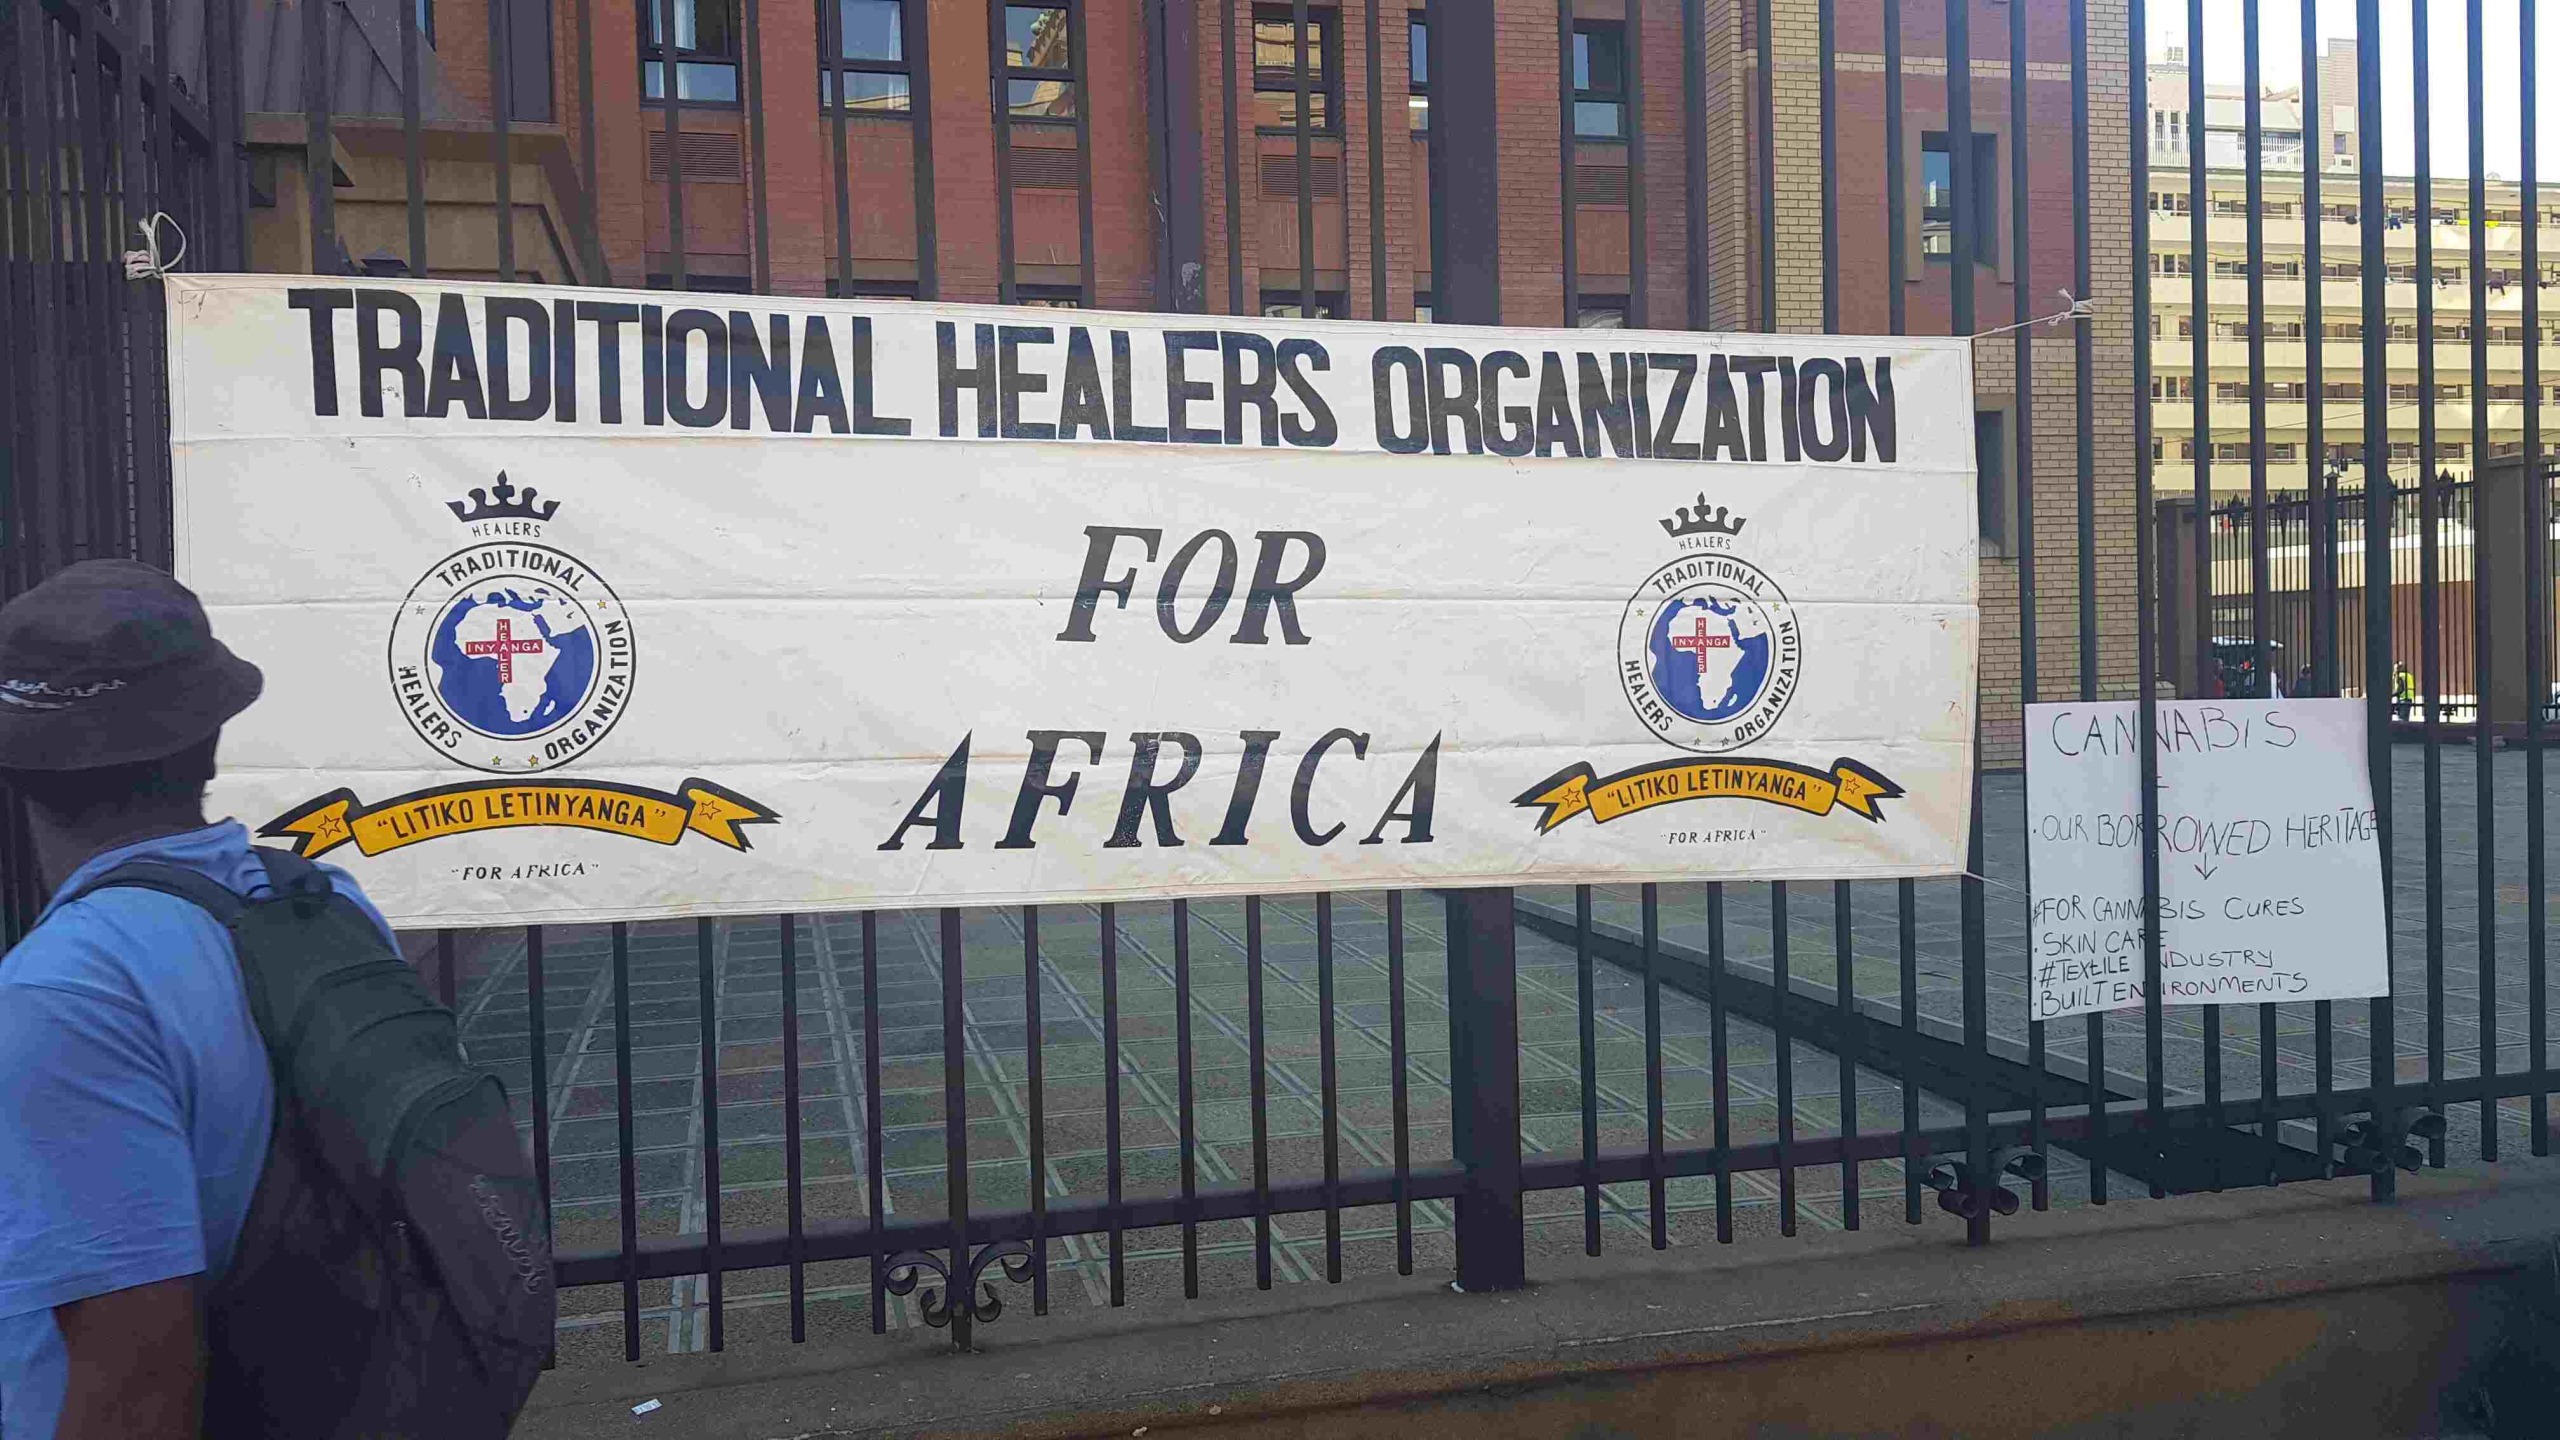 TRADITIONAL HEALERS ORGANIZATION
FOR
AFRICA
HEALERS
TRADITIONAL HEALERS ORGANIZATION
HEALER
INYANGA
"LITIKO LETINYANGA"
"FOR AFRICA"
HEALERS
TRADITIONAL HEALERS ORGANIZATION
HEALER
INYANGA
"LITIKO LETINYANGA"
"FOR AFRICA"
CANNABIS
=
• OUR BORROWED HERITAGE
↓
#FOR CANNABIS CURES
• SKIN CARE
• #TEXTILE INDUSTRY
• BUILT ENVIRONMENTS